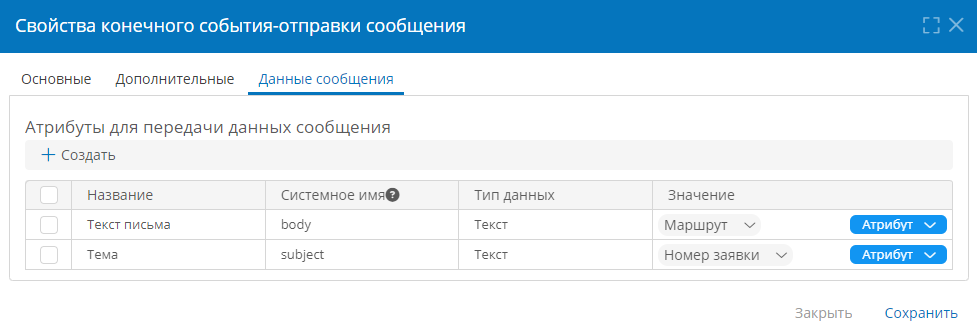 Свойства конечного события-отправки сообщения
Основные Дополнительные Данные сообщения
Атрибуты для передачи данных сообщения
+ Создать
Название Системное имя ? Тип данных Значение
Текст письма body Текст Маршрут Атрибут
Тема subject Текст Номер заявки Атрибут
Закрыть Сохранить